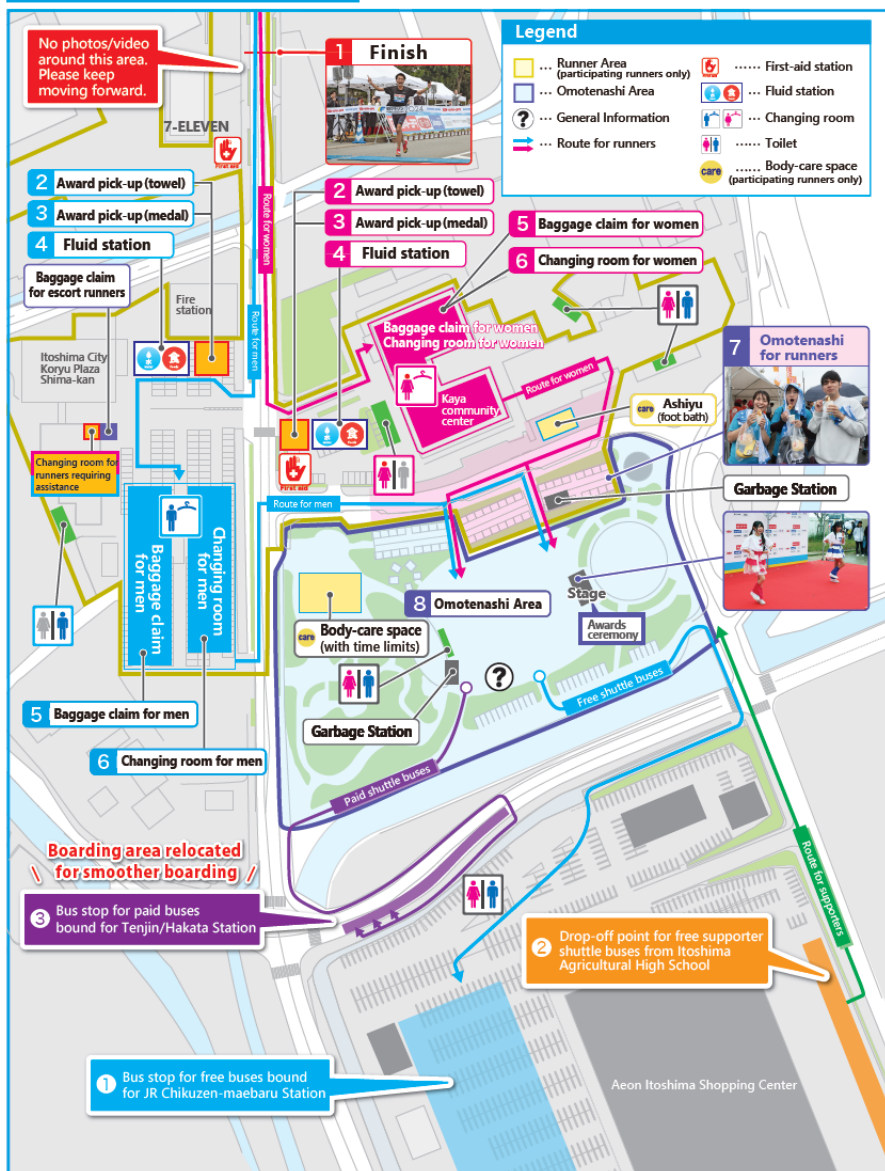 No photos/video
around this area.
Please keep
moving forward.
1 Finish
Legend
... Runner Area
(participating runners only)
... Omotenashi Area
? ... General Information
... Route for runners
First aid ...... First-aid station
...... Fluid station
...... Changing room
...... Toilet
care ...... Body-care space
(participating runners only)
7-ELEVEN
First aid
2 Award pick-up (towel)
3 Award pick-up (medal)
4 Fluid station
Baggage claim
for escort runners
Route for women
Route for men
2 Award pick-up (towel)
3 Award pick-up (medal)
4 Fluid station
5 Baggage claim for women
6 Changing room for women
Fire
station
Itoshima City
Koryu Plaza
Shima-kan
Baggage claim for women
Changing room for women
Kaya
community
center
Route for women
7 Omotenashi
for runners
care Ashiyu
(foot bath)
First aid
Changing room for
runners requiring
assistance
Route for men
Garbage Station
Baggage claim
for men
Changing room
for men
8 Omotenashi Area
Stage
Awards
ceremony
care Body-care space
(with time limits)
?
Garbage Station
Free shuttle buses
Paid shuttle buses
5 Baggage claim for men
6 Changing room for men
Boarding area relocated
\ for smoother boarding /
3 Bus stop for paid buses
bound for Tenjin/Hakata Station
Route for supporters
2 Drop-off point for free supporter
shuttle buses from Itoshima
Agricultural High School
1 Bus stop for free buses bound
for JR Chikuzen-maebaru Station
Aeon Itoshima Shopping Center